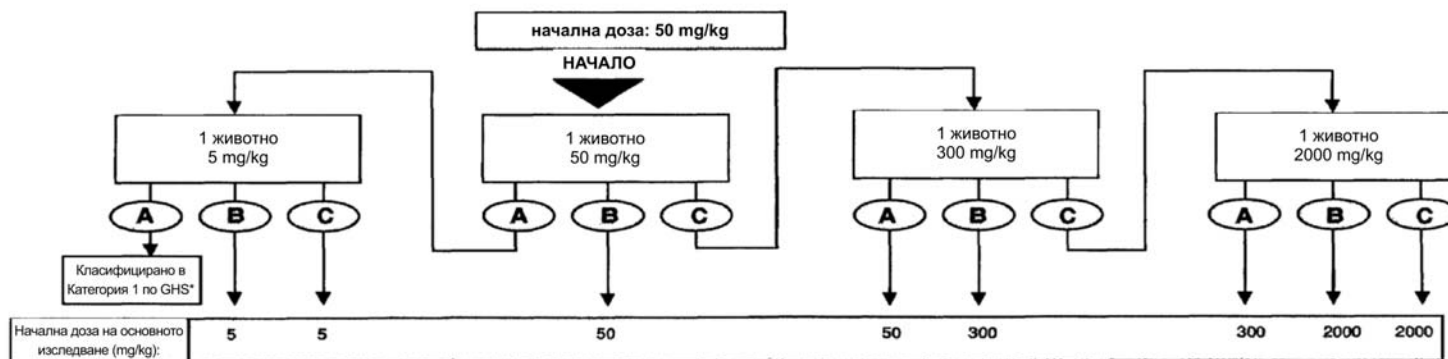 начална доза: 50 mg/kg
НАЧАЛО
1 животно
5 mg/kg
1 животно
50 mg/kg
1 животно
300 mg/kg
1 животно
2000 mg/kg
A B C A B C A B C A B C
Класифицирано в
Категория 1 по GHS*
Начална доза на основното
изследване (mg/kg):
5 5 50 50 300 300 2000 2000